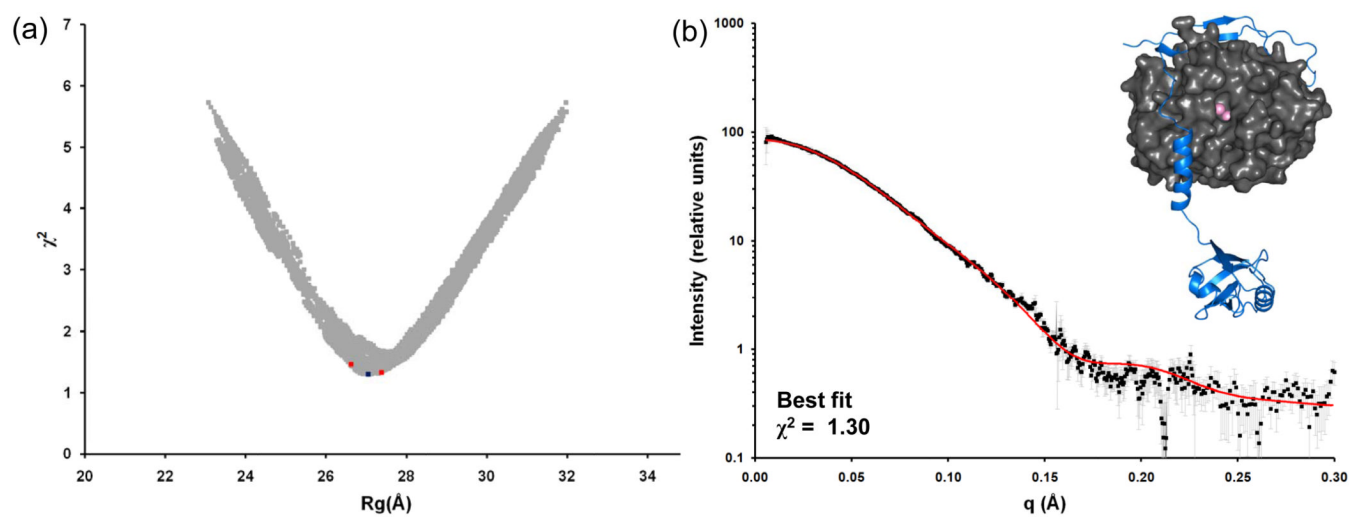 (a)
7
6
5
4
3
2
1
0
χ²
20 22 24 26 28 30 32 34
Rg(Å)
(b)
1000
100
10
1
0.1
Intensity (relative units)
Best fit
χ² = 1.30
0.00 0.05 0.10 0.15 0.20 0.25 0.30
q (Å)